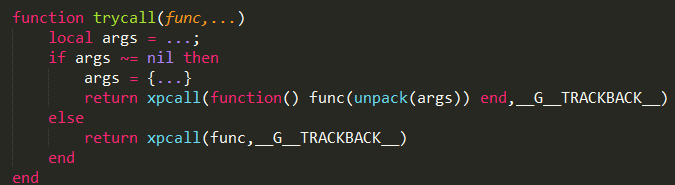 function trycall(func,...)
    local args = ...;
    if args ~= nil then
        args = {...}
        return xpcall(function() func(unpack(args)) end,__G__TRACKBACK__)
    else
        return xpcall(func,__G__TRACKBACK__)
    end
end